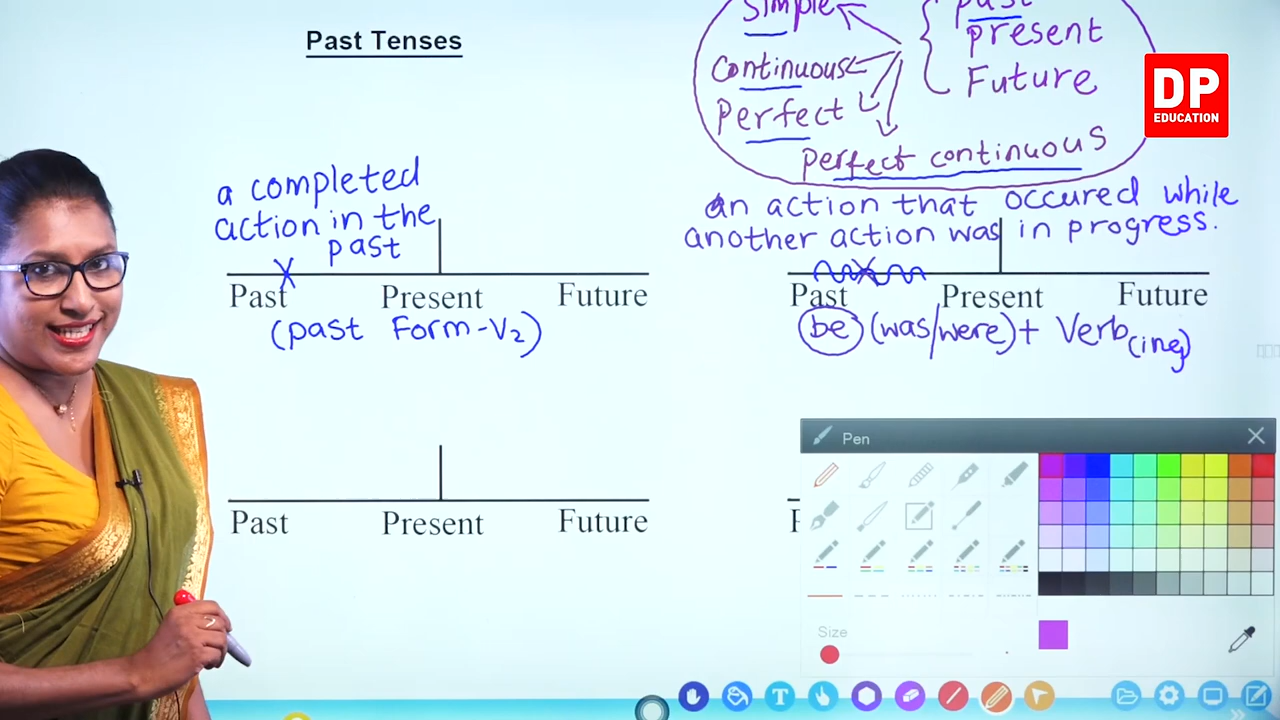 Past Tenses
Simple
past
present
Continuous
Future
Perfect
perfect continuous
DP
EDUCATION
a completed
action in the
past
an action that occured while
another action was in progress.
Past Present Future
(past Form-V2)
Past Present Future
be (was/were) + Verb(ing)
Past Present Future
Pen
Size